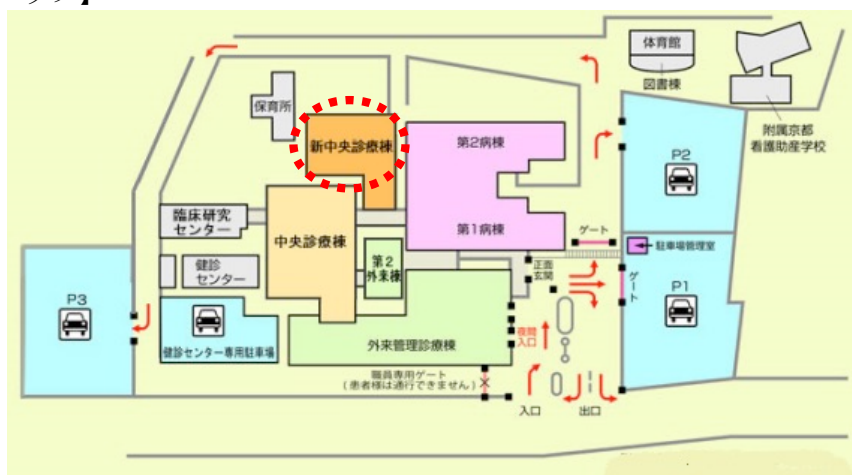 体育館
図書棟
保育所
新中央診療棟
第2病棟
附属京都
看護助産学校
P2
臨床研究
センター
中央診療棟
第1病棟
ゲート
駐車場管理室
第2
外来棟
正面
玄関
健診
センター
ゲート
P1
P3
夜間
入口
健診センター専用駐車場
外来管理診療棟
職員専用ゲート
(患者様は通行できません)
入口
出口